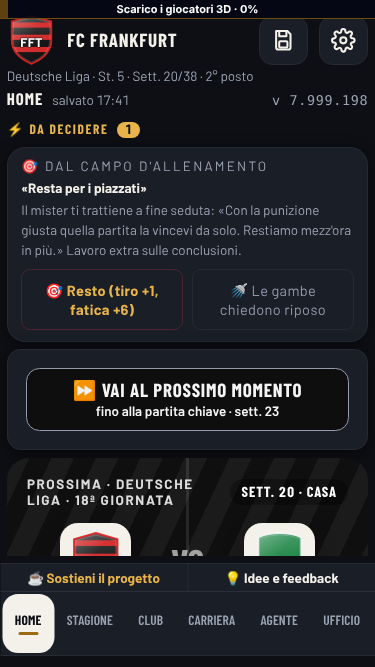 Scarico i giocatori 3D · 0%
FFT
FC FRANKFURT
Deutsche Liga · St. 5 · Sett. 20/38 · 2° posto
HOME salvato 17:41 v 7.999.198
⚡ DA DECIDERE 1
🎯 DAL CAMPO D'ALLENAMENTO
«Resta per i piazzati»
Il mister ti trattiene a fine seduta: «Con la punizione
giusta quella partita la vincevi da solo. Restiamo mezz'ora
in più.» Lavoro extra sulle conclusioni.
🎯 Resto (tiro +1,
fatica +6)
🚿 Le gambe
chiedono riposo
⏩ VAI AL PROSSIMO MOMENTO
fino alla partita chiave · sett. 23
PROSSIMA · DEUTSCHE
LIGA · 18ª GIORNATA
SETT. 20 · CASA
VS
☕ Sostieni il progetto
💡 Idee e feedback
HOME STAGIONE CLUB CARRIERA AGENTE UFFICIO